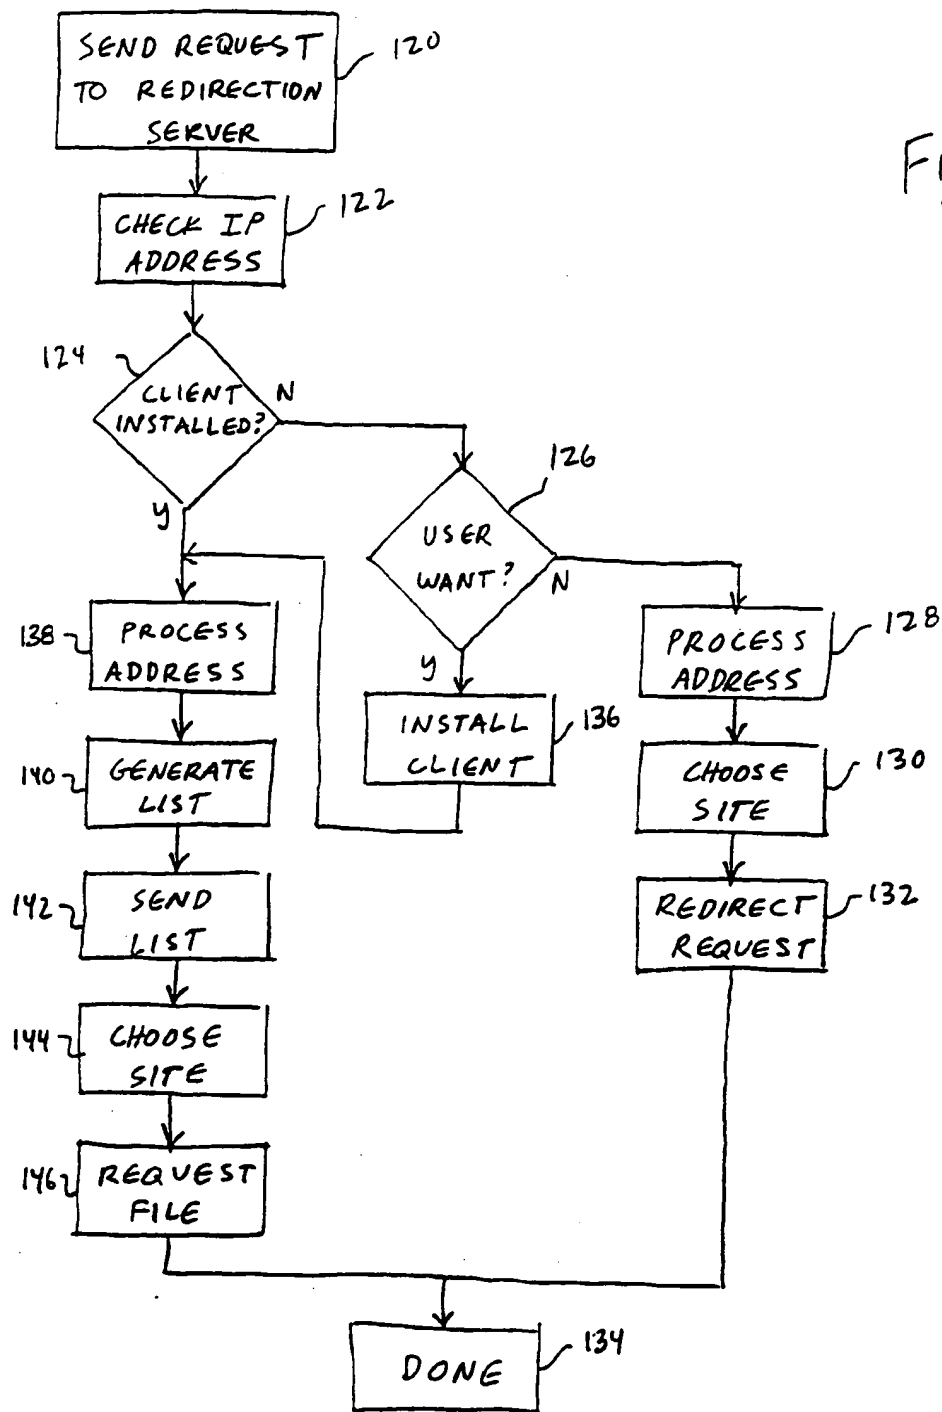 SEND REQUEST
TO REDIRECTION
SERVER
120
CHECK IP
ADDRESS
122
124
CLIENT
INSTALLED?
N
Y
126
USER
WANT?
N
Y
138
PROCESS
ADDRESS
INSTALL
CLIENT
136
PROCESS
ADDRESS
128
140
GENERATE
LIST
CHOOSE
SITE
130
142
SEND
LIST
REDIRECT
REQUEST
132
144
CHOOSE
SITE
146
REQUEST
FILE
DONE
134